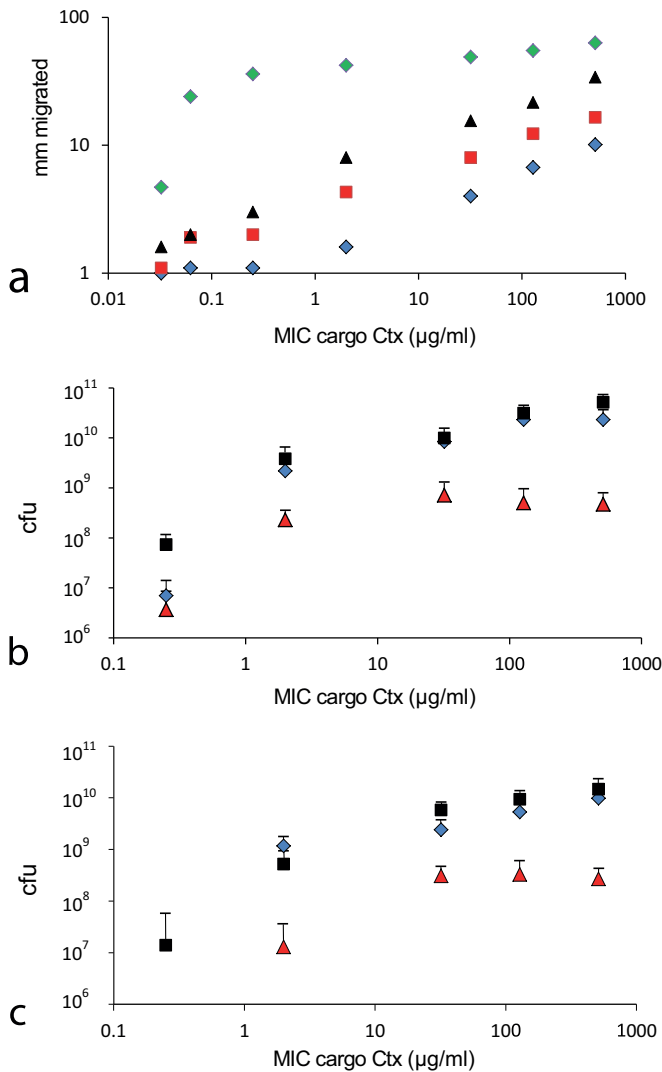 100
10
1
mm migrated
a
0.01 0.1 1 10 100 1000
MIC cargo Ctx (µg/ml)
10¹¹
10¹⁰
10⁹
10⁸
10⁷
10⁶
cfu
b
0.1 1 10 100 1000
MIC cargo Ctx (µg/ml)
10¹¹
10¹⁰
10⁹
10⁸
10⁷
10⁶
cfu
c
0.1 1 10 100 1000
MIC cargo Ctx (µg/ml)